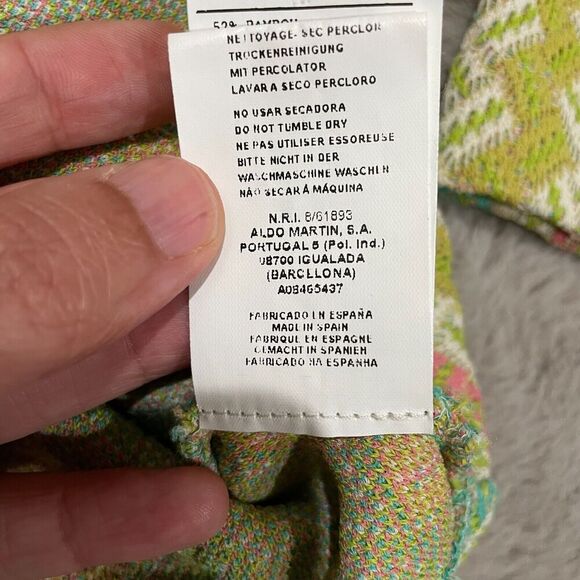 52% BAMBOU
NETTOYAGE- SEC PERCLOR
TROCKENREINIGUNG
MIT PERCOLATOR
LAVAR A SECO PERCLORO
NO USAR SECADORA
DO NOT TUMBLE DRY
NE PAS UTILISER ESSOREUSE
BITTE NICHT IN DER
WASCHMASCHINE WASCHEN
NÃO SECAR Á MÁQUINA
N.R.I. 8/61893
ALDO MARTIN, S.A.
PORTUGAL 5 (Pol. Ind.)
08700 IGUALADA
(BARCELONA)
A08465437
FABRICADO EN ESPAÑA
MADE IN SPAIN
FABRIQUE EN ESPAGNE
GEMACHT IN SPANIEN
FABRICADO NA ESPANHA